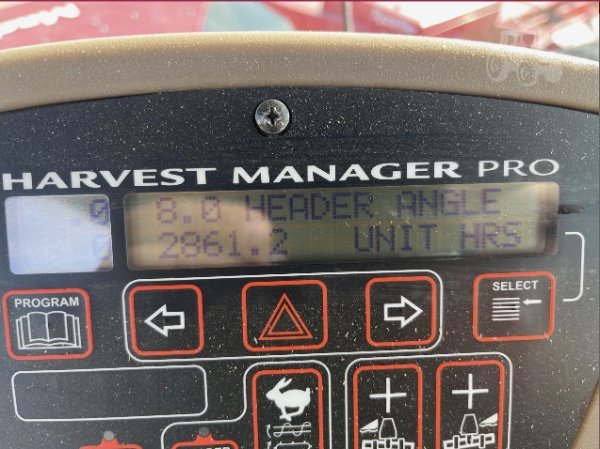 HARVEST MANAGER PRO
.0 8.0 HEADER ANGLE
0 2861.2 UNIT HRS
PROGRAM
SELECT